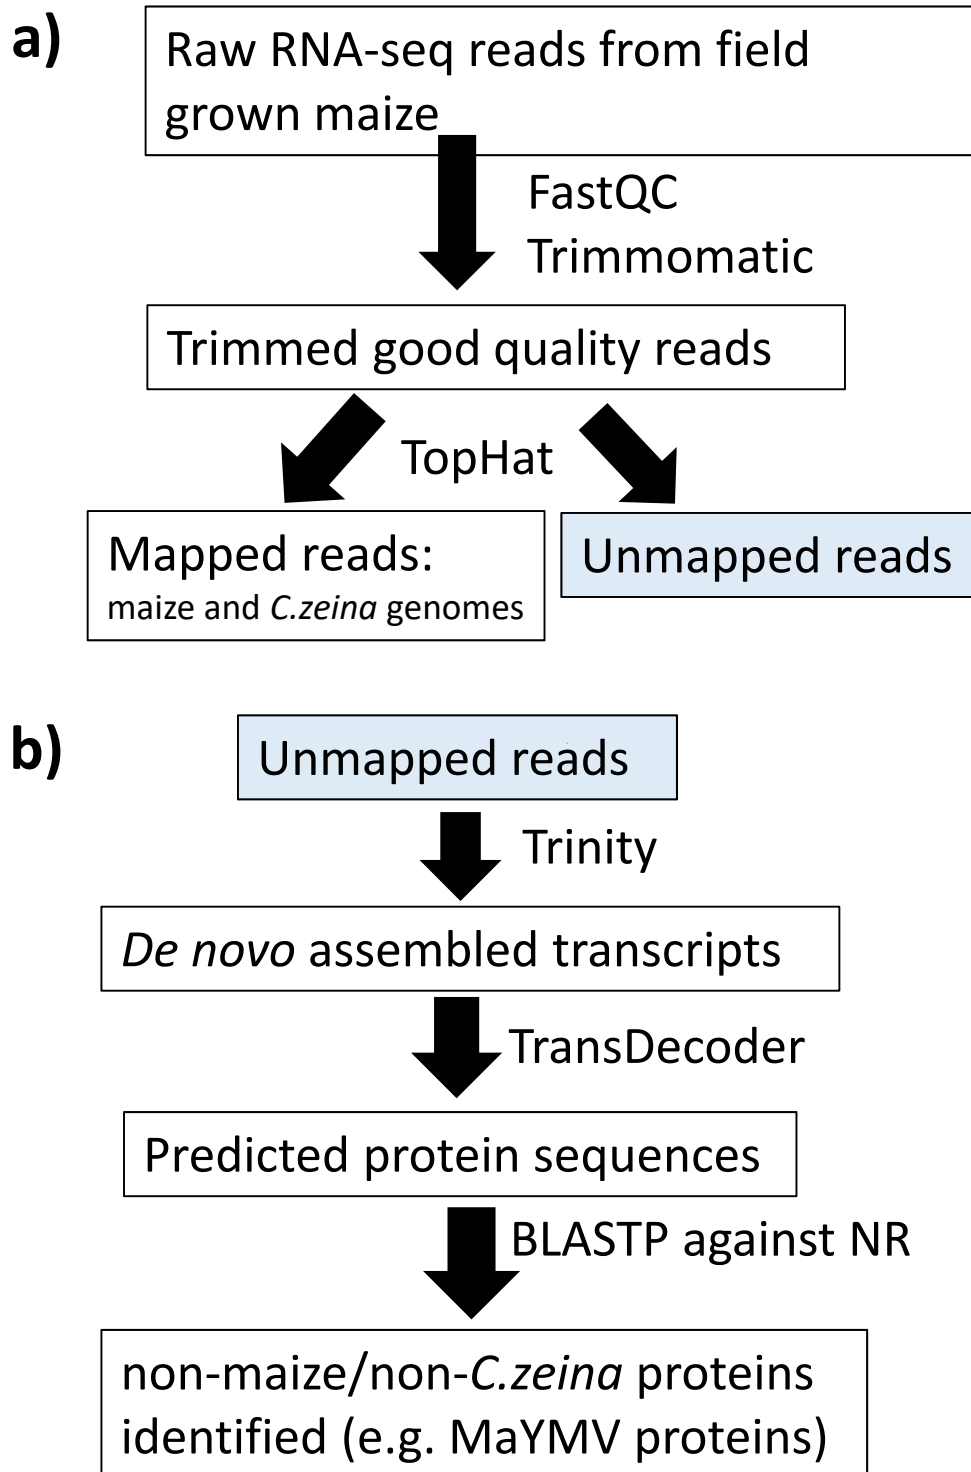 a)
Raw RNA-seq reads from field
grown maize
FastQC
Trimmomatic
Trimmed good quality reads
TopHat
Mapped reads:
maize and C.zeina genomes
Unmapped reads
b)
Unmapped reads
Trinity
De novo assembled transcripts
TransDecoder
Predicted protein sequences
BLASTP against NR
non-maize/non-C.zeina proteins
identified (e.g. MaYMV proteins)